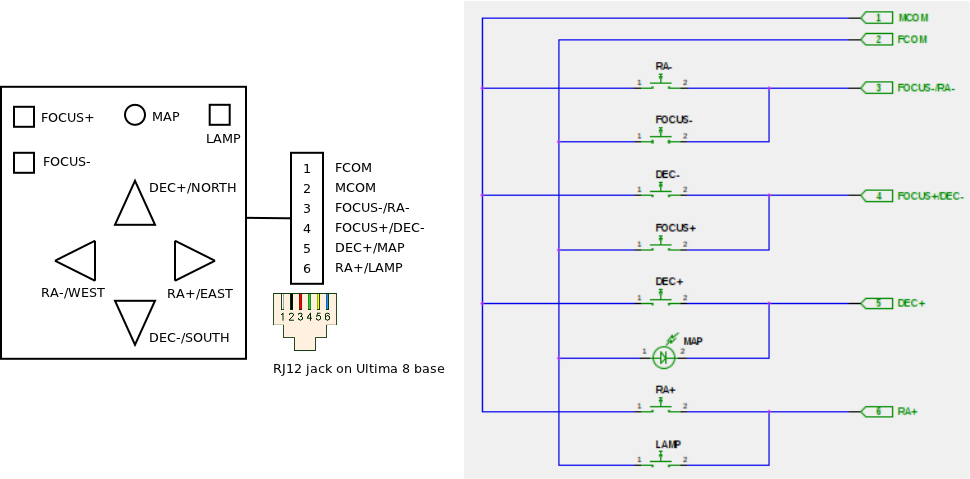 FOCUS+
MAP
LAMP
FOCUS-
DEC+/NORTH
RA-/WEST
RA+/EAST
DEC-/SOUTH
1 FCOM
2 MCOM
3 FOCUS-/RA-
4 FOCUS+/DEC-
5 DEC+/MAP
6 RA+/LAMP
1 2 3 4 5 6
RJ12 jack on Ultima 8 base
1 MCOM
2 FCOM
RA-
1 2
3 FOCUS-/RA-
FOCUS-
1 2
DEC-
1 2
4 FOCUS+/DEC-
FOCUS+
1 2
DEC+
1 2
5 DEC+
MAP
1 2
RA+
1 2
6 RA+
LAMP
1 2